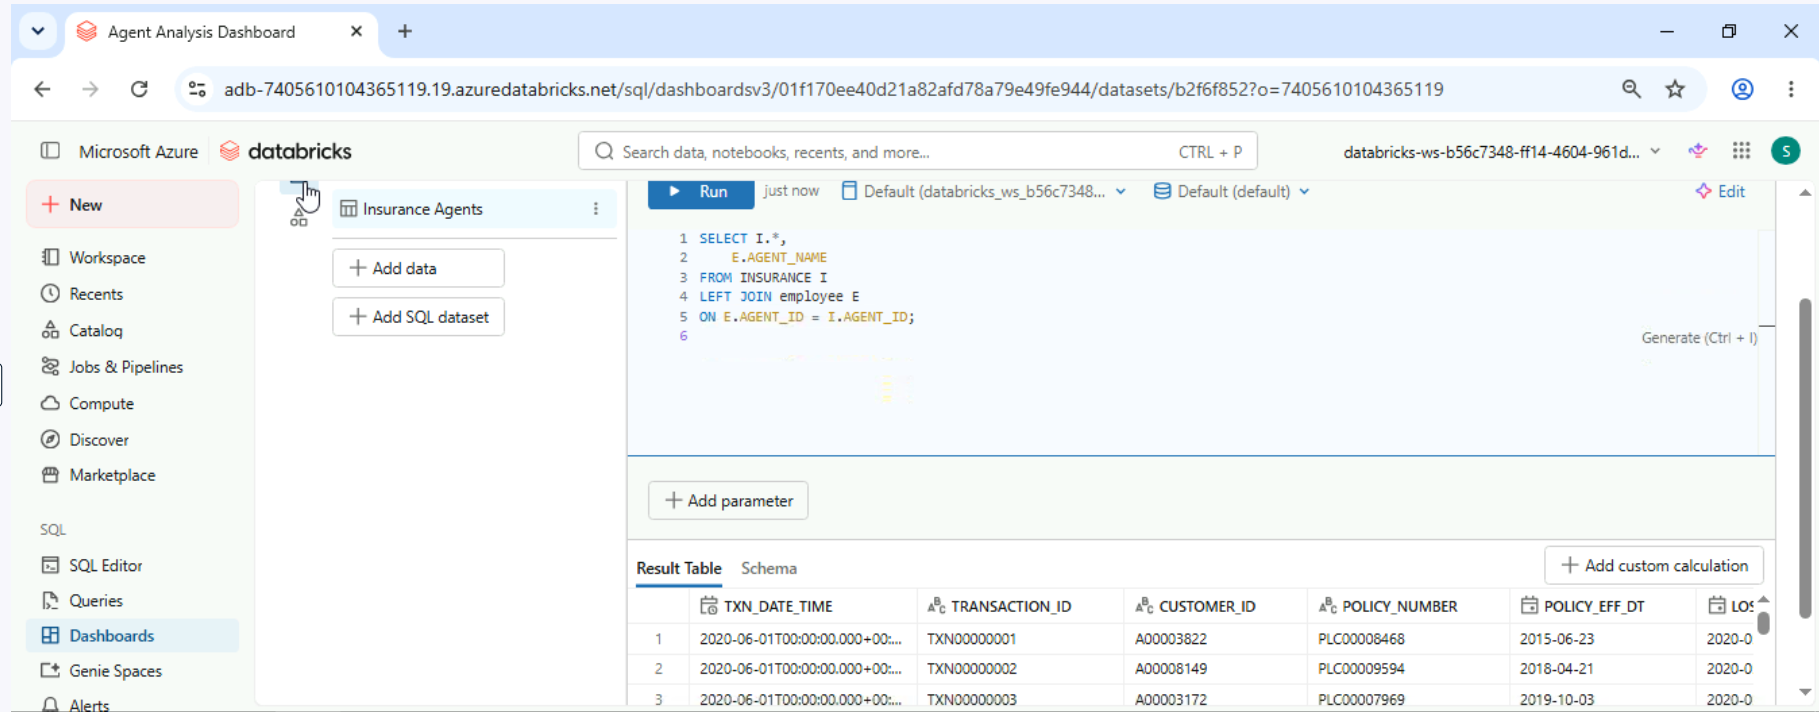 Agent Analysis Dashboard
adb-7405610104365119.19.azuredatabricks.net/sql/dashboardsv3/01f170ee40d21a82afd78a79e49fe944/datasets/b2f6f852?o=7405610104365119
Microsoft Azure databricks Search data, notebooks, recents, and more... CTRL + P databricks-ws-b56c7348-ff14-4604-961d... S
New
Workspace
Recents
Catalog
Jobs & Pipelines
Compute
Discover
Marketplace
SQL
SQL Editor
Queries
Dashboards
Genie Spaces
Alerts
Insurance Agents
Add data
Add SQL dataset
Run just now Default (databricks_ws_b56c7348... Default (default) Edit
1 SELECT I.*,
2 E.AGENT_NAME
3 FROM INSURANCE I
4 LEFT JOIN employee E
5 ON E.AGENT_ID = I.AGENT_ID;
6
Generate (Ctrl + I)
Add parameter
Result Table Schema Add custom calculation
TXN_DATE_TIME TRANSACTION_ID CUSTOMER_ID POLICY_NUMBER POLICY_EFF_DT LOS
1 2020-06-01T00:00:00.000+00:... TXN00000001 A00003822 PLC00008468 2015-06-23 2020-0
2 2020-06-01T00:00:00.000+00:... TXN00000002 A00008149 PLC00009594 2018-04-21 2020-0
3 2020-06-01T00:00:00.000+00:... TXN00000003 A00003172 PLC00007969 2019-10-03 2020-0